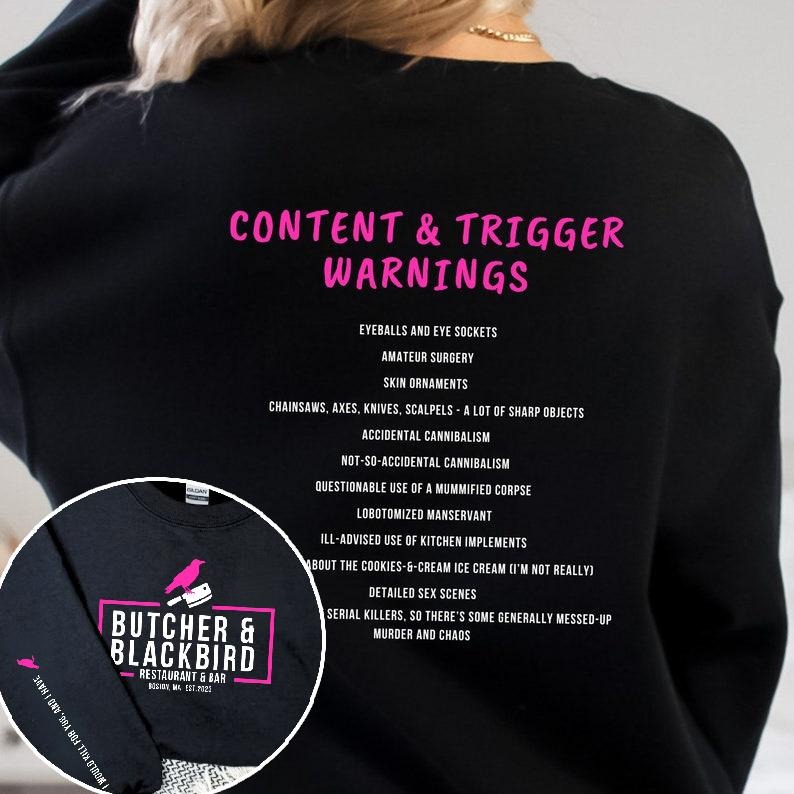 CONTENT & TRIGGER
WARNINGS
EYEBALLS AND EYE SOCKETS
AMATEUR SURGERY
SKIN ORNAMENTS
CHAINSAWS, AXES, KNIVES, SCALPELS - A LOT OF SHARP OBJECTS
ACCIDENTAL CANNIBALISM
NOT-SO-ACCIDENTAL CANNIBALISM
QUESTIONABLE USE OF A MUMMIFIED CORPSE
LOBOTOMIZED MANSERVANT
ILL-ADVISED USE OF KITCHEN IMPLEMENTS
ABOUT THE COOKIES-&-CREAM ICE CREAM (I'M NOT REALLY)
DETAILED SEX SCENES
SERIAL KILLERS, SO THERE'S SOME GENERALLY MESSED-UP
MURDER AND CHAOS
GILDAN
BUTCHER &
BLACKBIRD
RESTAURANT & BAR
BOSTON, MA EST.2023
I WOULD KILL FOR YOU, AND I HAVE